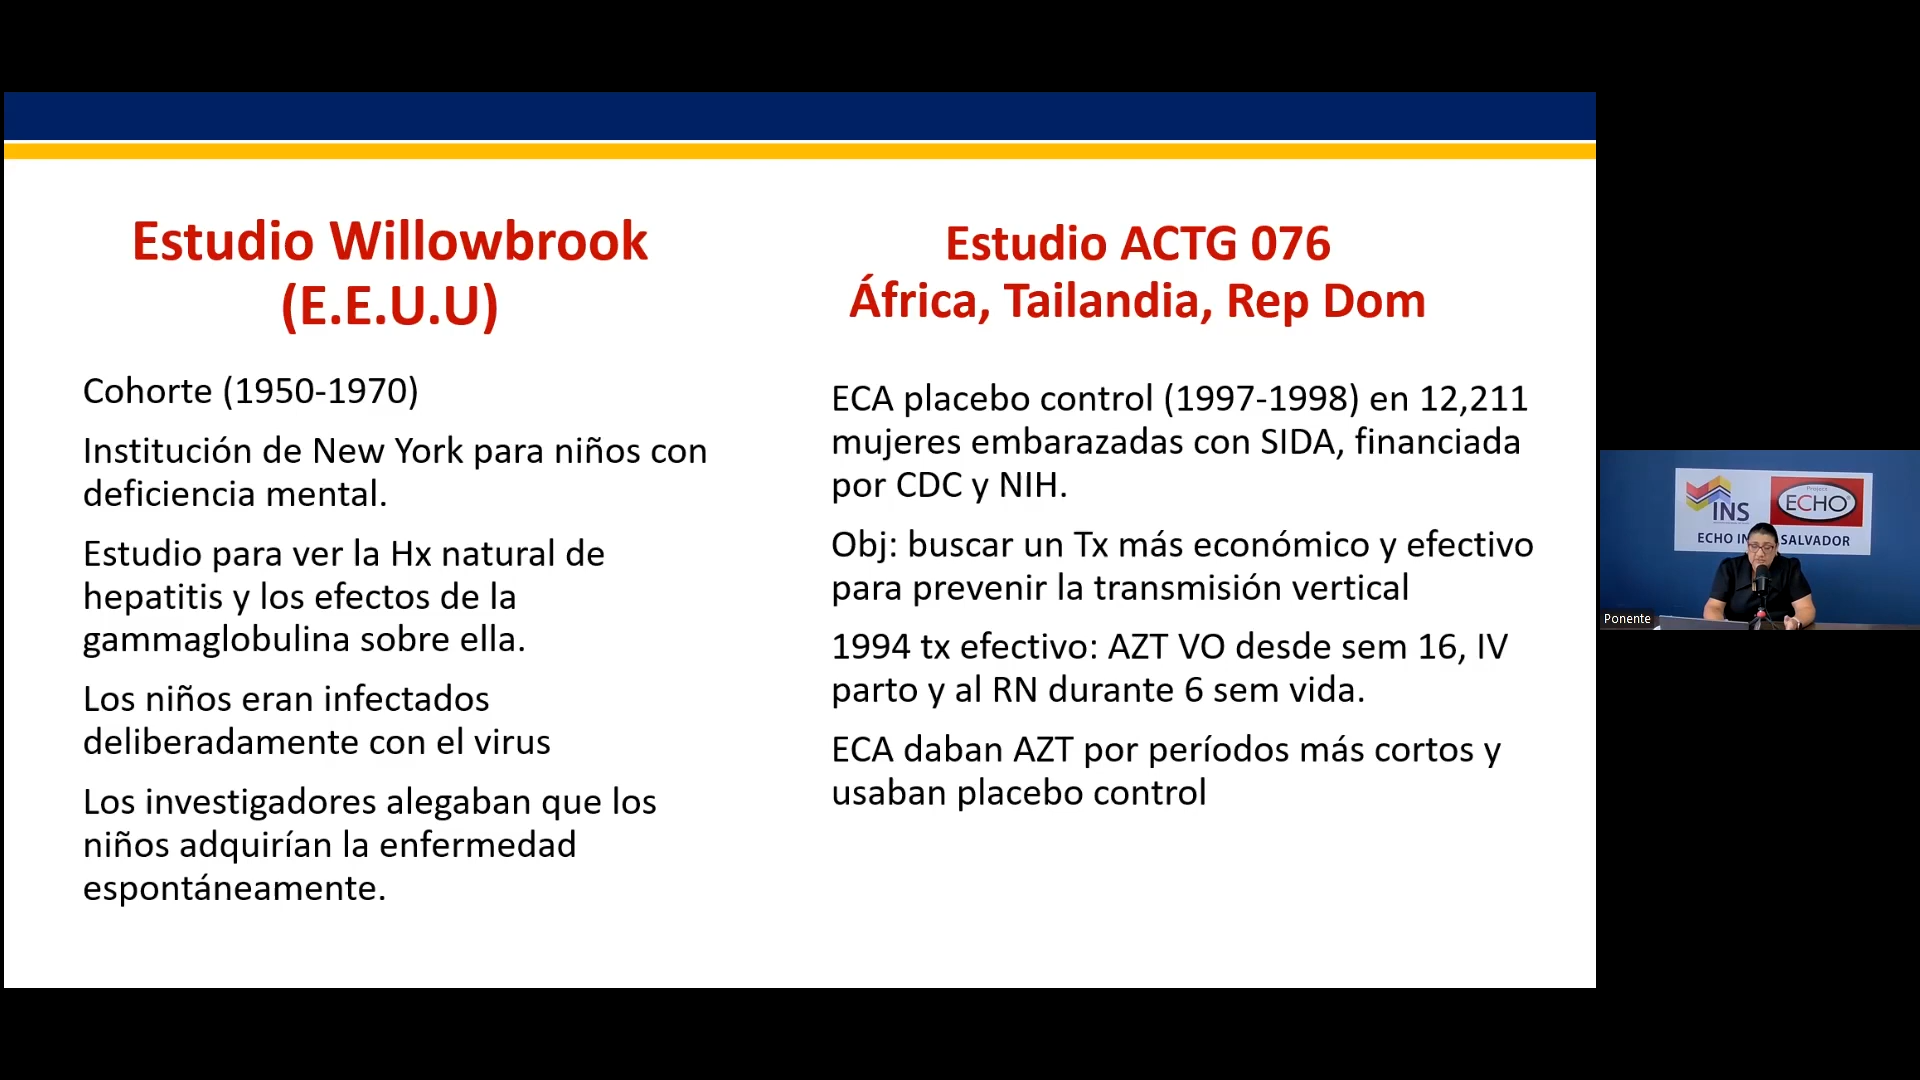 Estudio Willowbrook
(E.E.U.U)
Cohorte (1950-1970)
Institución de New York para niños con
deficiencia mental.
Estudio para ver la Hx natural de
hepatitis y los efectos de la
gammaglobulina sobre ella.
Los niños eran infectados
deliberadamente con el virus
Los investigadores alegaban que los
niños adquirían la enfermedad
espontáneamente.
Estudio ACTG 076
África, Tailandia, Rep Dom
ECA placebo control (1997-1998) en 12,211
mujeres embarazadas con SIDA, financiada
por CDC y NIH.
Obj: buscar un Tx más económico y efectivo
para prevenir la transmisión vertical
1994 tx efectivo: AZT VO desde sem 16, IV
parto y al RN durante 6 sem vida.
ECA daban AZT por períodos más cortos y
usaban placebo control
INS
Project
ECHO
ECHO IN SALVADOR
Ponente